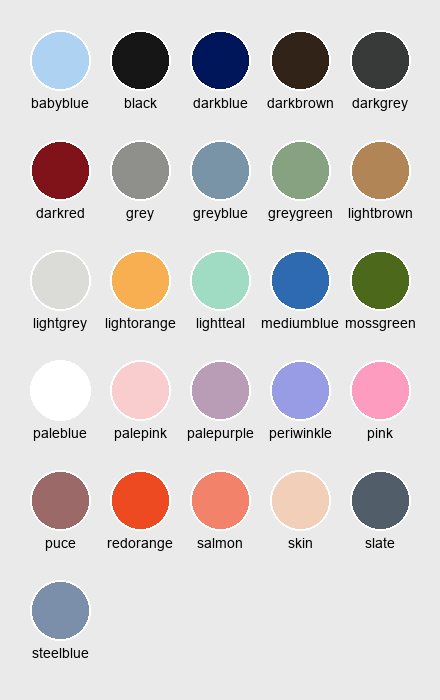 babyblue black darkblue darkbrown darkgrey
darkred grey greyblue greygreen lightbrown
lightgrey lightorange lightteal mediumblue mossgreen
paleblue palepink palepurple periwinkle pink
puce redorange salmon skin slate
steelblue